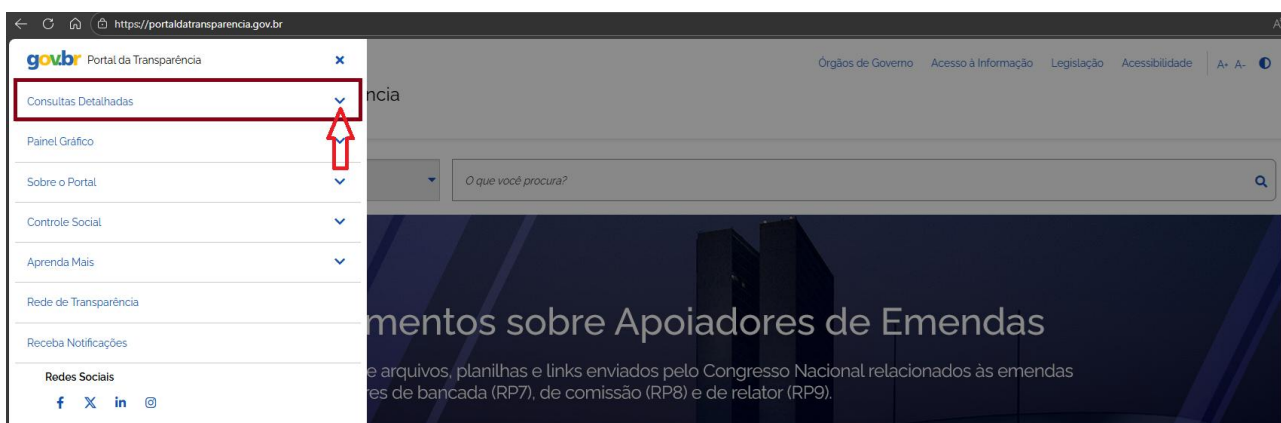 https://portaldatransparencia.gov.br
gov.br Portal da Transparência
Órgãos de Governo Acesso à Informação Legislação Acessibilidade A+ A-
Consultas Detalhadas
ncia
Painel Gráfico
Sobre o Portal
O que você procura?
Controle Social
Aprenda Mais
Rede de Transparência
mentos sobre Apoiadores de Emendas
Receba Notificações
e arquivos, planilhas e links enviados pelo Congresso Nacional relacionados às emendas
Redes Sociais
res de bancada (RP7), de comissão (RP8) e de relator (RP9).